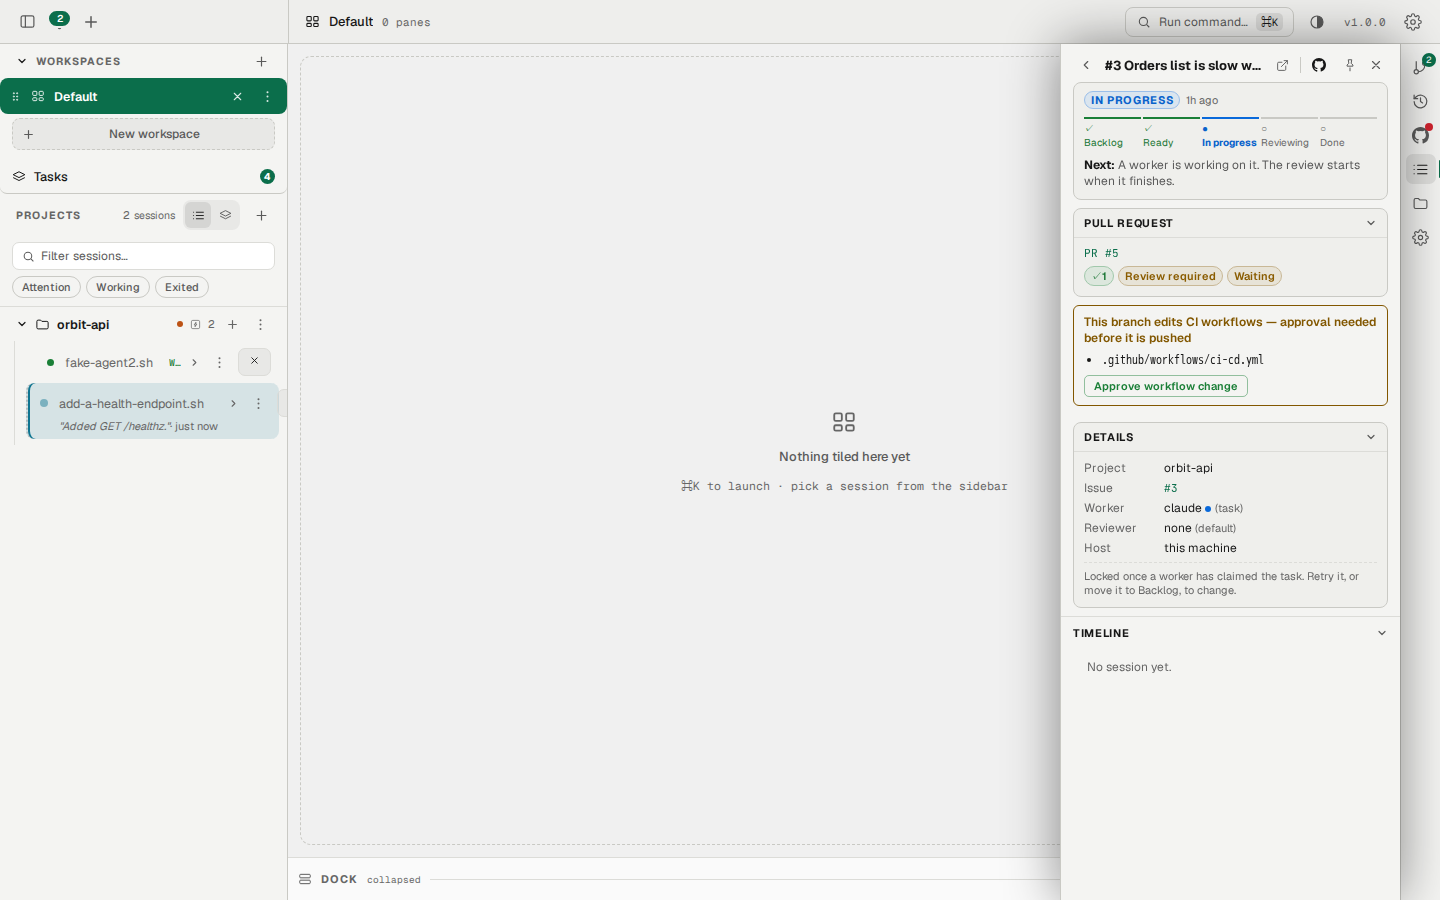 2
Default 0 panes
Run command... ⌘K
v1.0.0
WORKSPACES
Default
New workspace
Tasks 4
PROJECTS 2 sessions
Filter sessions...
Attention Working Exited
orbit-api 2
fake-agent2.sh W...
add-a-health-endpoint.sh
"Added GET /healthz." · just now
Nothing tiled here yet
⌘K to launch · pick a session from the sidebar
DOCK collapsed
#3 Orders list is slow w...
IN PROGRESS 1h ago
✓ ✓ ● ○ ○
Backlog Ready In progress Reviewing Done
Next: A worker is working on it. The review starts
when it finishes.
PULL REQUEST
PR #5
✓1 Review required Waiting
This branch edits CI workflows — approval needed
before it is pushed
• .github/workflows/ci-cd.yml
Approve workflow change
DETAILS
Project orbit-api
Issue #3
Worker claude ● (task)
Reviewer none (default)
Host this machine
Locked once a worker has claimed the task. Retry it, or
move it to Backlog, to change.
TIMELINE
No session yet.
2